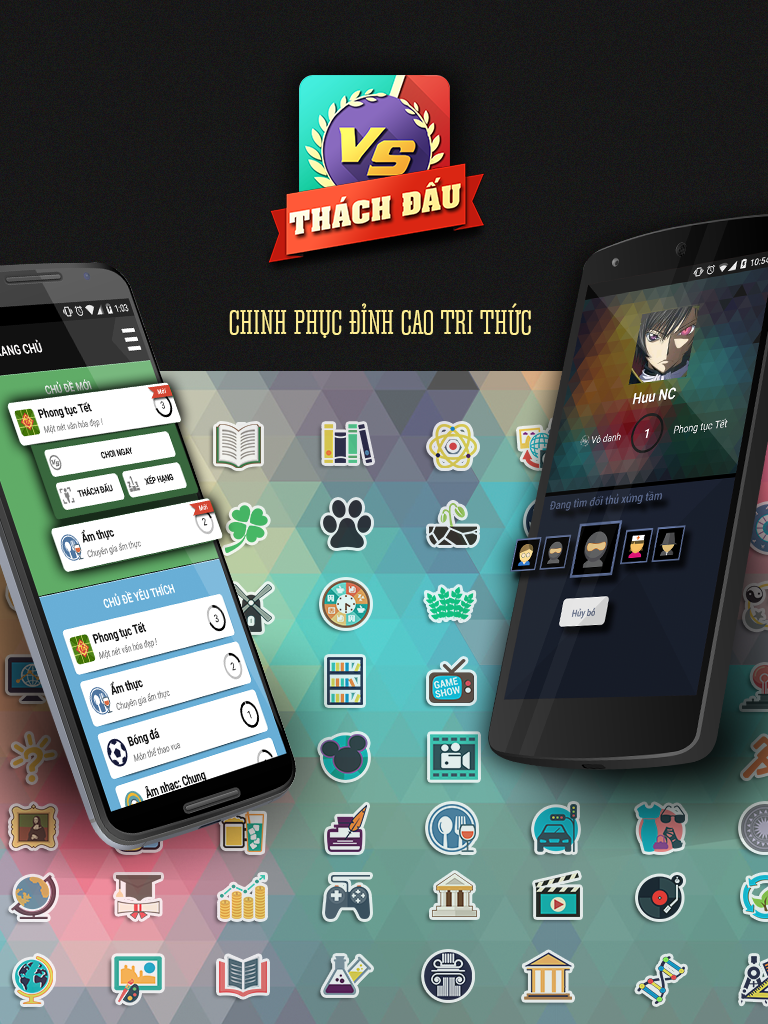 VS
THÁCH ĐẤU
CHINH PHỤC ĐỈNH CAO TRI THỨC
1:03
RANG CHỦ
CHỦ ĐỀ MỚI
Mới
Phong tục Tết
3
Một nét văn hóa đẹp !
VS
CHƠI NGAY
THÁCH ĐẤU
XẾP HẠNG
Mới
Ẩm thực
2
Chuyên gia ẩm thực
CHỦ ĐỀ YÊU THÍCH
Phong tục Tết
3
Một nét văn hóa đẹp !
Ẩm thực
2
Chuyên gia ẩm thực
Bóng đá
1
Môn thể thao vua
Âm nhạc: Chung
10:54
Huu NC
Vô danh
1
Phong tục Tết
Đang tìm đối thủ xứng tầm
Hủy bỏ
GAME
SHOW